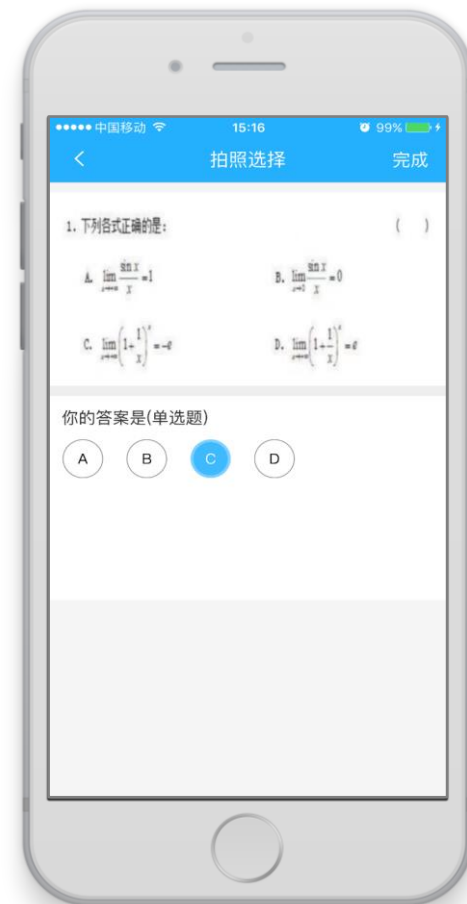 中国移动 15:16 99%
< 拍照选择 完成
1. 下列各式正确的是: ( )
A. lim x→∞ sin x / x =1 B. lim x→0 sin x / x =0
C. lim x→∞ (1+ 1/x)^x = -e D. lim x→∞ (1+ 1/x)^x = e
你的答案是(单选题)
A B C D